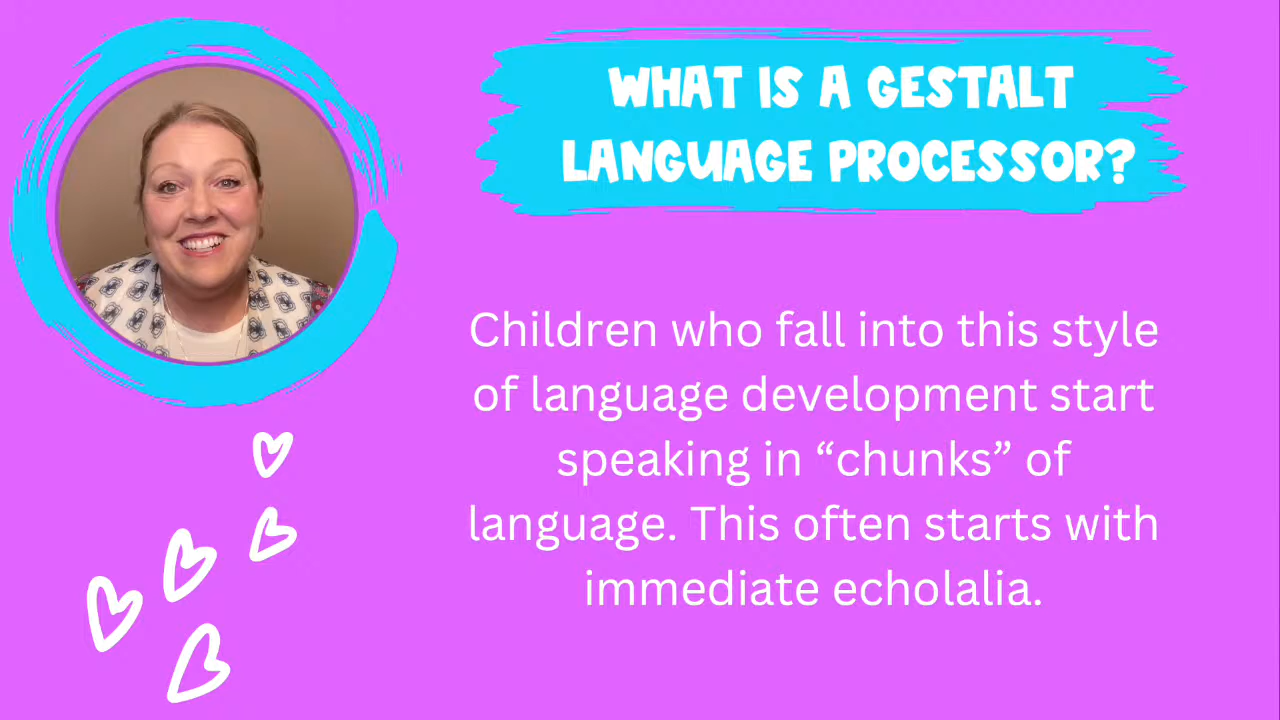 WHAT IS A GESTALT
LANGUAGE PROCESSOR?
Children who fall into this style
of language development start
speaking in “chunks” of
language. This often starts with
immediate echolalia.